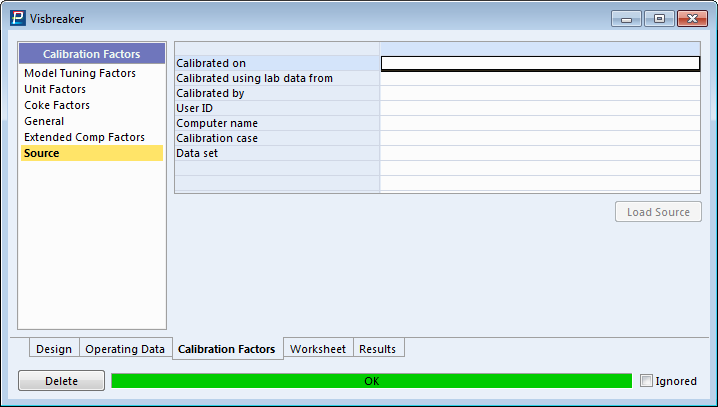 Visbreaker
Calibration Factors
Model Tuning Factors
Unit Factors
Coke Factors
General
Extended Comp Factors
Source
Calibrated on
Calibrated using lab data from
Calibrated by
User ID
Computer name
Calibration case
Data set
Load Source
Design Operating Data Calibration Factors Worksheet Results
Delete OK Ignored